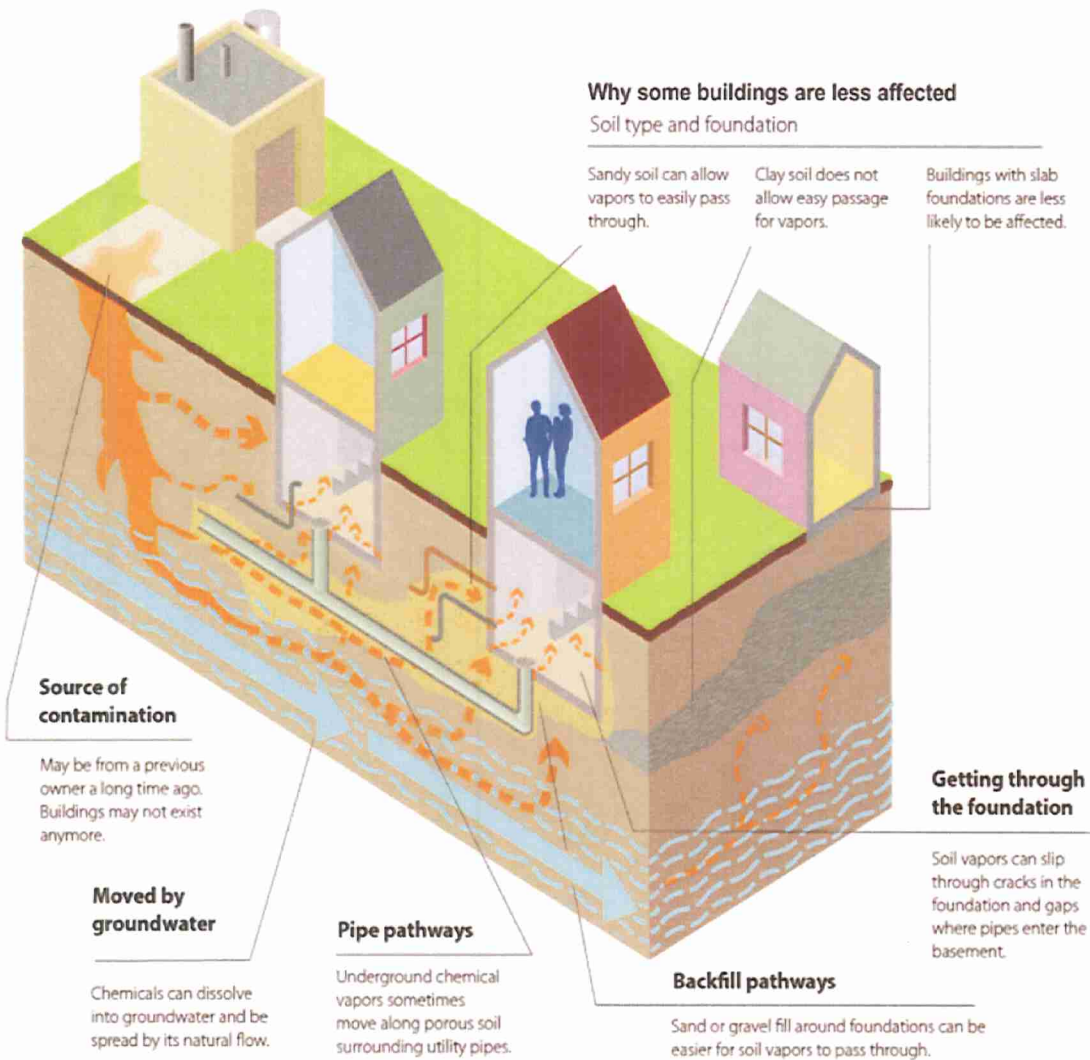 Why some buildings are less affected
Soil type and foundation
Sandy soil can allow
vapors to easily pass
through.
Clay soil does not
allow easy passage
for vapors.
Buildings with slab
foundations are less
likely to be affected.
Source of
contamination
May be from a previous
owner a long time ago.
Buildings may not exist
anymore.
Moved by
groundwater
Chemicals can dissolve
into groundwater and be
spread by its natural flow.
Pipe pathways
Underground chemical
vapors sometimes
move along porous soil
surrounding utility pipes.
Getting through
the foundation
Soil vapors can slip
through cracks in the
foundation and gaps
where pipes enter the
basement.
Backfill pathways
Sand or gravel fill around foundations can be
easier for soil vapors to pass through.